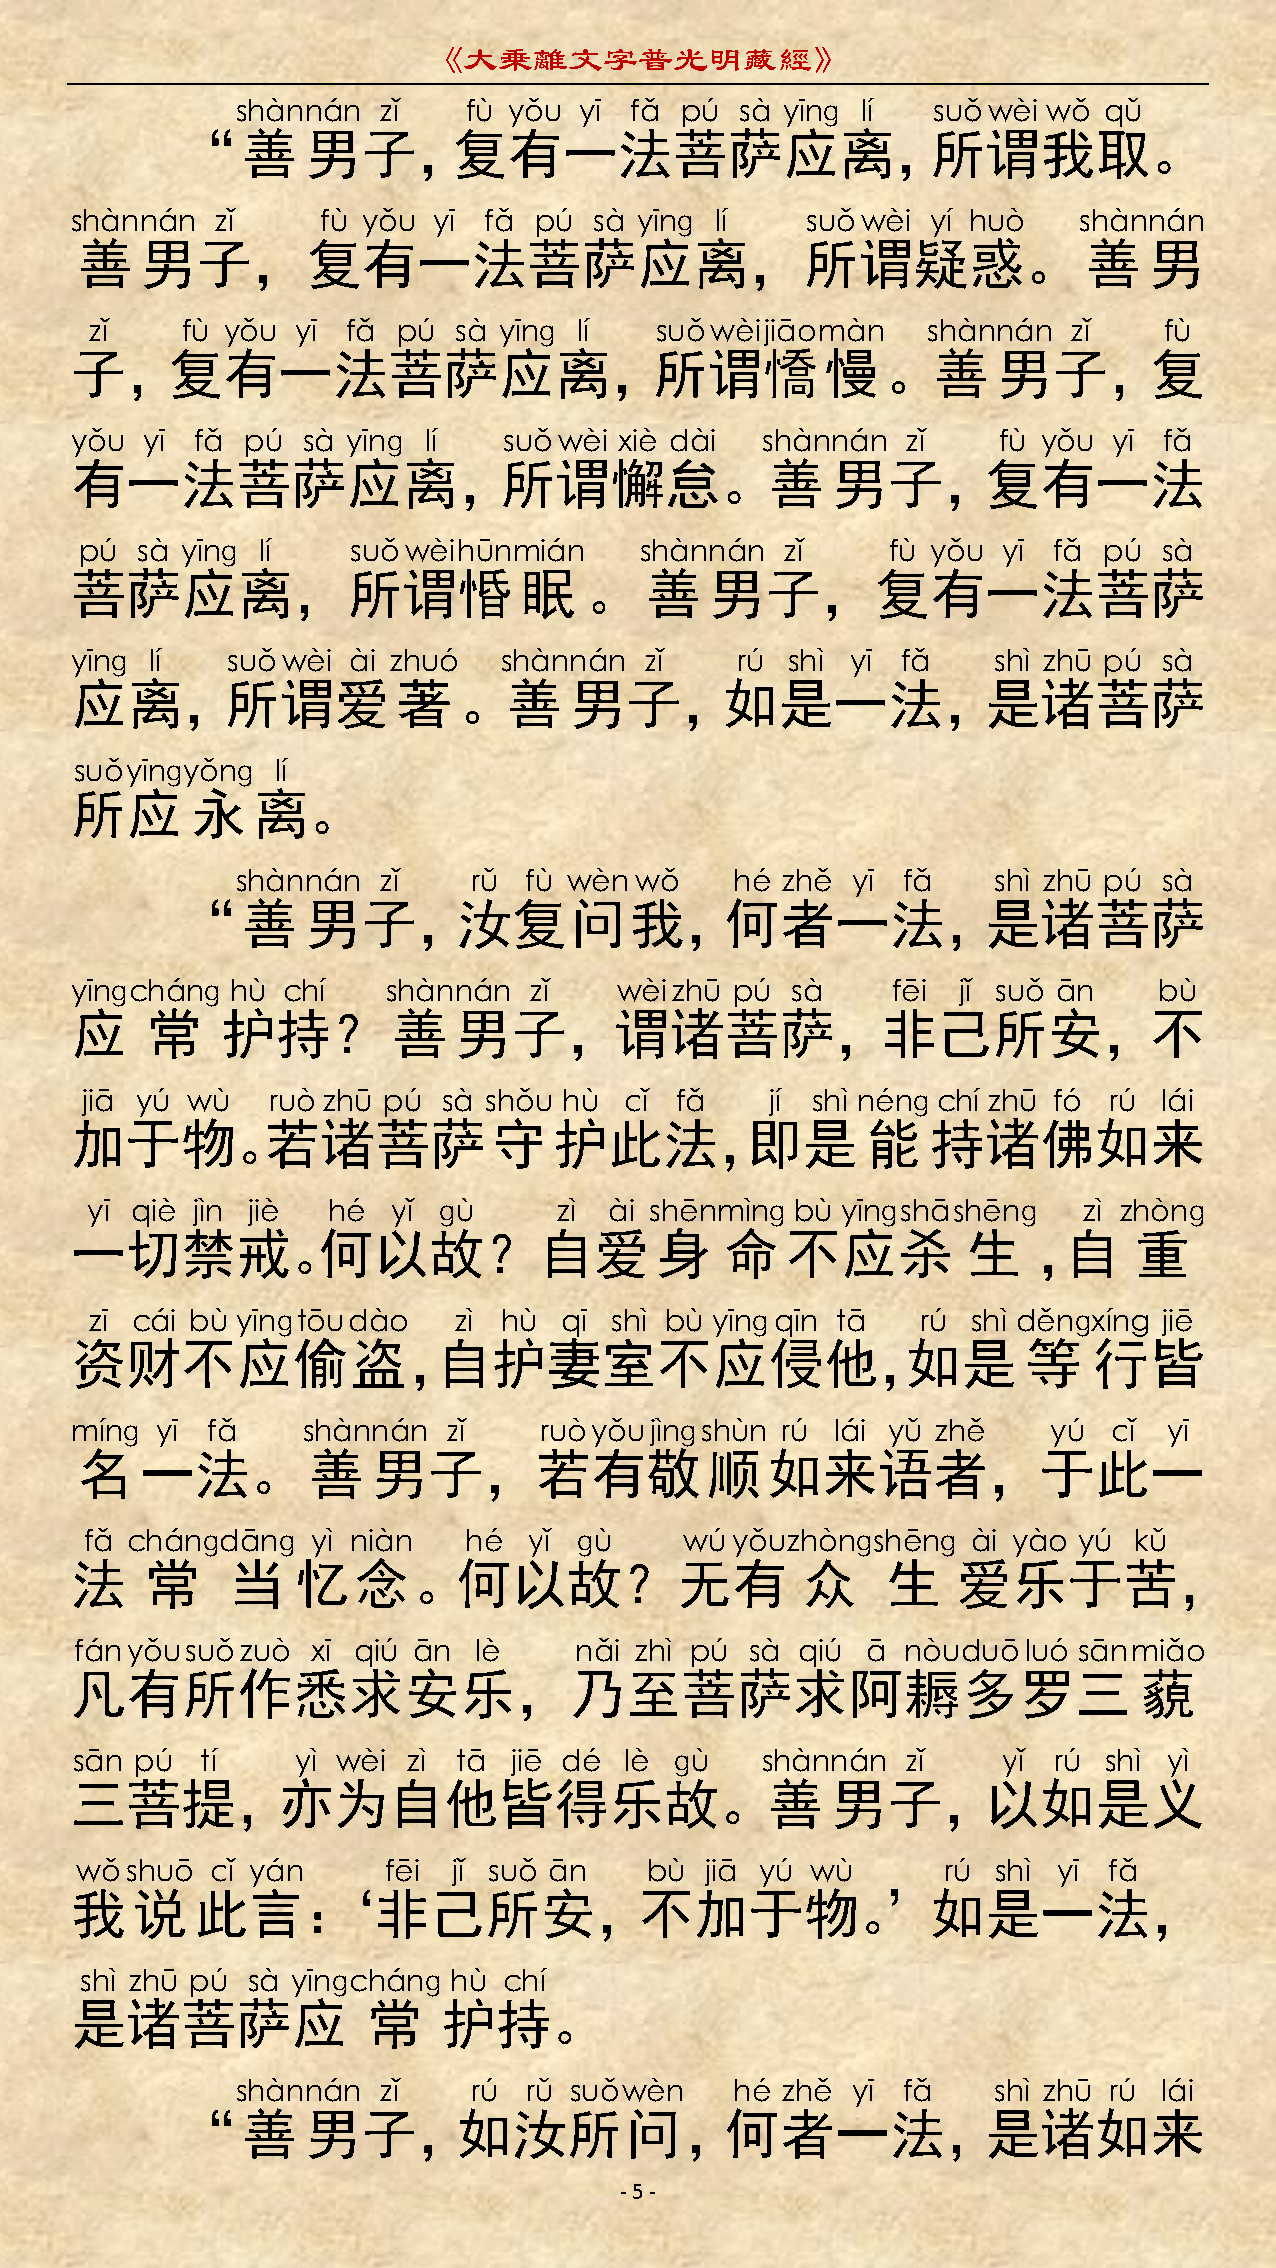 《大乘離文字普光明藏經》
shànnán zǐ fù yǒu yī fǎ pú sà yīng lí suǒ wèi wǒ qǔ
“善男子，复有一法菩萨应离，所谓我取。
shànnán zǐ fù yǒu yī fǎ pú sà yīng lí suǒ wèi yí huò shànnán
善男子，复有一法菩萨应离，所谓疑惑。善男
zǐ fù yǒu yī fǎ pú sà yīng lí suǒ wèi jiāo màn shànnán zǐ fù
子，复有一法菩萨应离，所谓憍慢。善男子，复
yǒu yī fǎ pú sà yīng lí suǒ wèi xiè dài shànnán zǐ fù yǒu yī fǎ
有一法菩萨应离，所谓懈怠。善男子，复有一法
pú sà yīng lí suǒ wèi hūn mián shànnán zǐ fù yǒu yī fǎ pú sà
菩萨应离，所谓惛眠。善男子，复有一法菩萨
yīng lí suǒ wèi ài zhuó shànnán zǐ rú shì yī fǎ shì zhū pú sà
应离，所谓爱著。善男子，如是一法，是诸菩萨
suǒ yīng yǒng lí
所应永离。
shànnán zǐ rǔ fù wèn wǒ hé zhě yī fǎ shì zhū pú sà
“善男子，汝复问我，何者一法，是诸菩萨
yīng cháng hù chí shànnán zǐ wèi zhū pú sà fēi jǐ suǒ ān bù
应常护持？善男子，谓诸菩萨，非己所安，不
jiā yú wù ruò zhū pú sà shǒu hù cǐ fǎ jí shì néng chí zhū fó rú lái
加于物。若诸菩萨守护此法，即是能持诸佛如来
yī qiè jìn jiè hé yǐ gù zì ài shēn mìng bù yīng shā shēng zì zhòng
一切禁戒。何以故？自爱身命不应杀生，自重
zī cái bù yīng tōu dào zì hù qī shì bù yīng qīn tā rú shì děng xíng jiē
资财不应偷盗，自护妻室不应侵他，如是等行皆
míng yī fǎ shànnán zǐ ruò yǒu jìng shùn rú lái yǔ zhě yú cǐ yī
名一法。善男子，若有敬顺如来语者，于此一
fǎ cháng dāng yì niàn hé yǐ gù wú yǒu zhòng shēng ài yào yú kǔ
法常当忆念。何以故？无有众生爱乐于苦，
fán yǒu suǒ zuò xī qiú ān lè nǎi zhì pú sà qiú ā nòu duō luó sān miǎo
凡有所作悉求安乐，乃至菩萨求阿耨多罗三藐
sān pú tí yì wèi zì tā jiē dé lè gù shànnán zǐ yǐ rú shì yì
三菩提，亦为自他皆得乐故。善男子，以如是义
wǒ shuō cǐ yán fēi jǐ suǒ ān bù jiā yú wù rú shì yī fǎ
我说此言：‘非己所安，不加于物。’如是一法，
shì zhū pú sà yīng cháng hù chí
是诸菩萨应常护持。
shànnán zǐ rú rǔ suǒ wèn hé zhě yī fǎ shì zhū rú lái
“善男子，如汝所问，何者一法，是诸如来
- 5 -